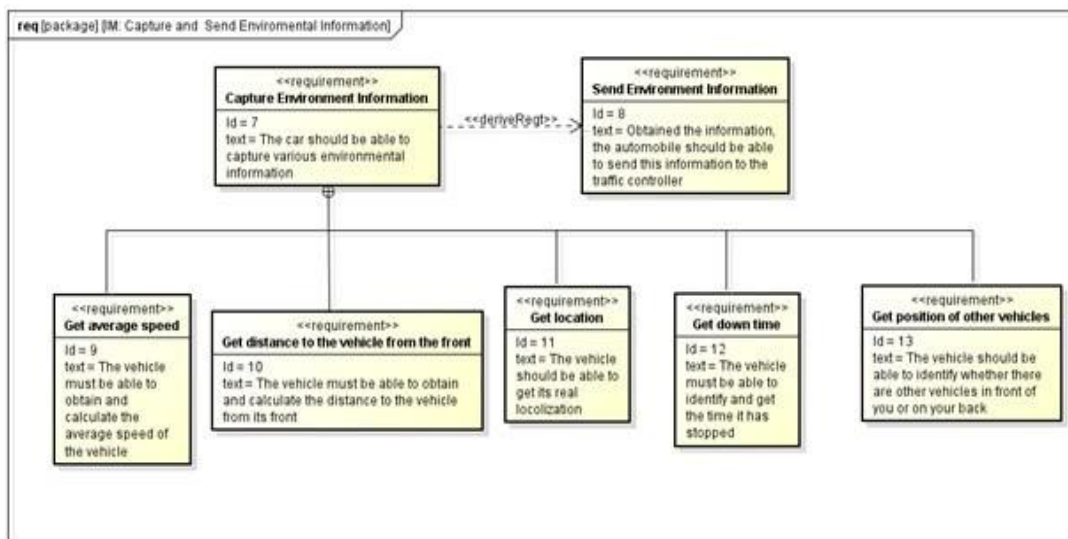 req [package] [IM: Capture and Send Enviromental Information]
<<requirement>>
Capture Environment Information
Id = 7
text = The car should be able to
capture various environmental
information
<<deriveReqt>>
<<requirement>>
Send Environment Information
Id = 8
text = Obtained the information,
the automobile should be able
to send this information to the
traffic controller
<<requirement>>
Get average speed
Id = 9
text = The vehicle
must be able to
obtain and
calculate the
average speed of
the vehicle
<<requirement>>
Get distance to the vehicle from the front
Id = 10
text = The vehicle must be able to obtain
and calculate the distance to the vehicle
from its front
<<requirement>>
Get location
Id = 11
text = The vehicle
should be able to
get its real
locolization
<<requirement>>
Get down time
Id = 12
text = The vehicle
must be able to
identify and get
the time it has
stopped
<<requirement>>
Get position of other vehicles
Id = 13
text = The vehicle should be
able to identify whether there
are other vehicles in front of
you or on your back